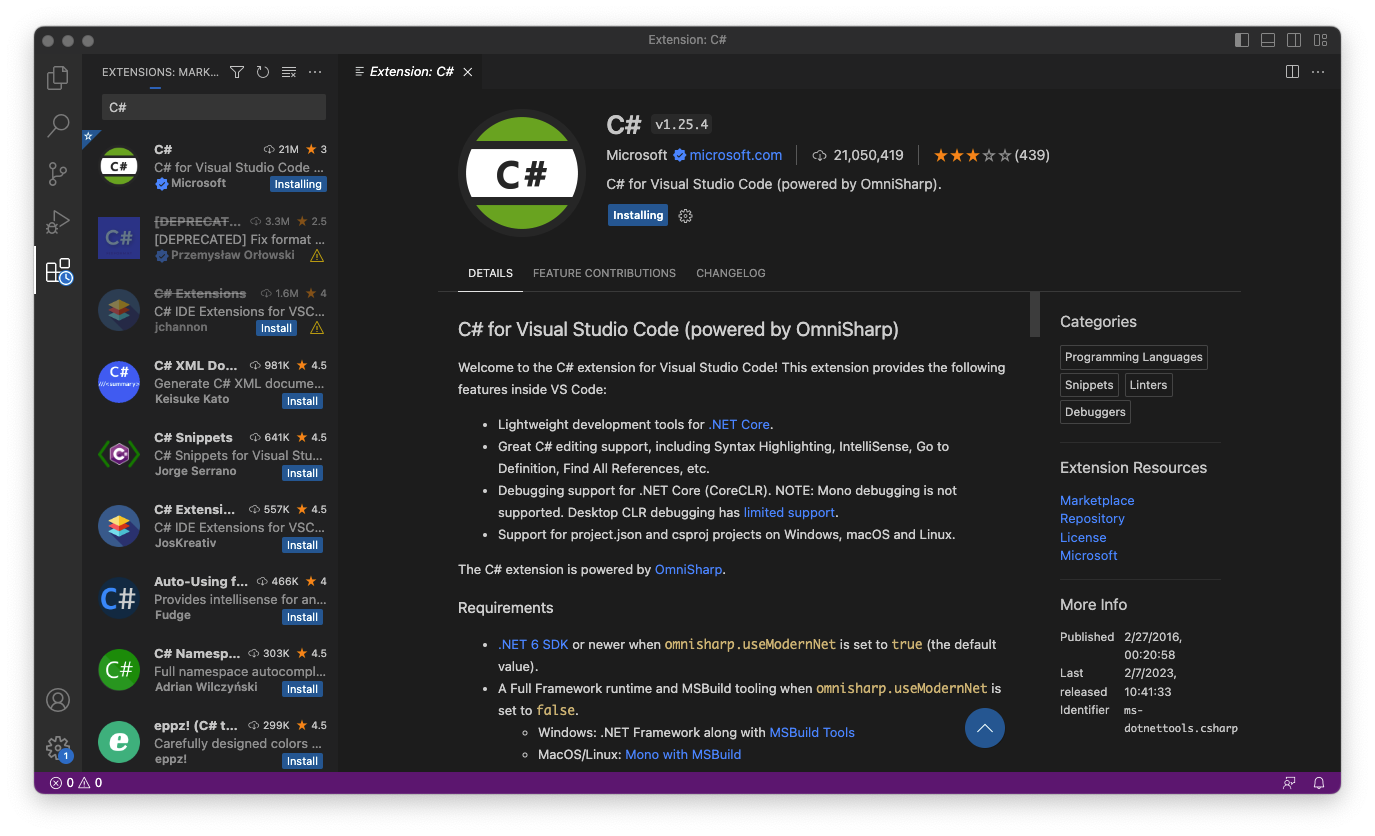 Extension: C#
EXTENSIONS: MARK...
C#
C#
C#
21M
3
C# for Visual Studio Code ...
Microsoft
Installing
C#
[DEPRECAT...
3.3M
2.5
[DEPRECATED] Fix format ...
Przemysław Orłowski
C# Extensions
1.6M
4
C# IDE Extensions for VSC...
jchannon
Install
C#
///<summary>
C# XML Do...
981K
4.5
Generate C# XML docume...
Keisuke Kato
Install
C
C# Snippets
641K
4.5
C# Snippets for Visual Stu...
Jorge Serrano
Install
C# Extensi...
557K
4.5
C# IDE Extensions for VSC...
JosKreativ
Install
C#
Auto-Using f...
466K
4
Provides intellisense for an...
Fudge
Install
C#
C# Namesp...
303K
4.5
Full namespace autocompl...
Adrian Wilczyński
Install
e
eppz! (C# t...
299K
4.5
Carefully designed colors ...
eppz!
Install
1
Extension: C#
C#
C#
v1.25.4
Microsoft
microsoft.com
21,050,419
(439)
C# for Visual Studio Code (powered by OmniSharp).
Installing
DETAILS
FEATURE CONTRIBUTIONS
CHANGELOG
C# for Visual Studio Code (powered by OmniSharp)
Welcome to the C# extension for Visual Studio Code! This extension provides the following
features inside VS Code:
• Lightweight development tools for .NET Core.
• Great C# editing support, including Syntax Highlighting, IntelliSense, Go to
Definition, Find All References, etc.
• Debugging support for .NET Core (CoreCLR). NOTE: Mono debugging is not
supported. Desktop CLR debugging has limited support.
• Support for project.json and csproj projects on Windows, macOS and Linux.
The C# extension is powered by OmniSharp.
Requirements
• .NET 6 SDK or newer when omnisharp.useModernNet is set to true (the default
value).
• A Full Framework runtime and MSBuild tooling when omnisharp.useModernNet is
set to false.
◦ Windows: .NET Framework along with MSBuild Tools
◦ MacOS/Linux: Mono with MSBuild
Categories
Programming Languages
Snippets
Linters
Debuggers
Extension Resources
Marketplace
Repository
License
Microsoft
More Info
Published 2/27/2016,
00:20:58
Last 2/7/2023,
released 10:41:33
Identifier ms-
dotnettools.csharp
0
0